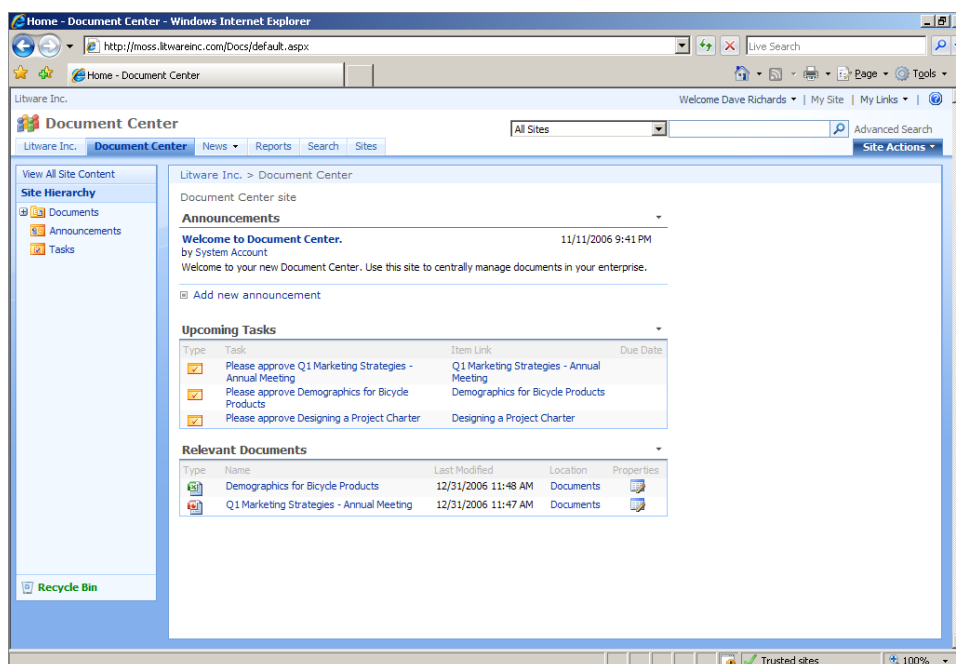 Home - Document Center - Windows Internet Explorer
http://moss.litwareinc.com/Docs/default.aspx
Live Search
Home - Document Center
Page
Tools
Litware Inc.
Welcome Dave Richards | My Site | My Links |
Document Center
All Sites
Advanced Search
Litware Inc. Document Center News Reports Search Sites
Site Actions
View All Site Content
Site Hierarchy
Documents
Announcements
Tasks
Recycle Bin
Litware Inc. > Document Center
Document Center site
Announcements
Welcome to Document Center. 11/11/2006 9:41 PM
by System Account
Welcome to your new Document Center. Use this site to centrally manage documents in your enterprise.
Add new announcement
Upcoming Tasks
Type Task Item Link Due Date
Please approve Q1 Marketing Strategies - Q1 Marketing Strategies - Annual
Annual Meeting Meeting
Please approve Demographics for Bicycle Demographics for Bicycle Products
Products
Please approve Designing a Project Charter Designing a Project Charter
Relevant Documents
Type Name Last Modified Location Properties
Demographics for Bicycle Products 12/31/2006 11:48 AM Documents
Q1 Marketing Strategies - Annual Meeting 12/31/2006 11:47 AM Documents
Trusted sites 100%